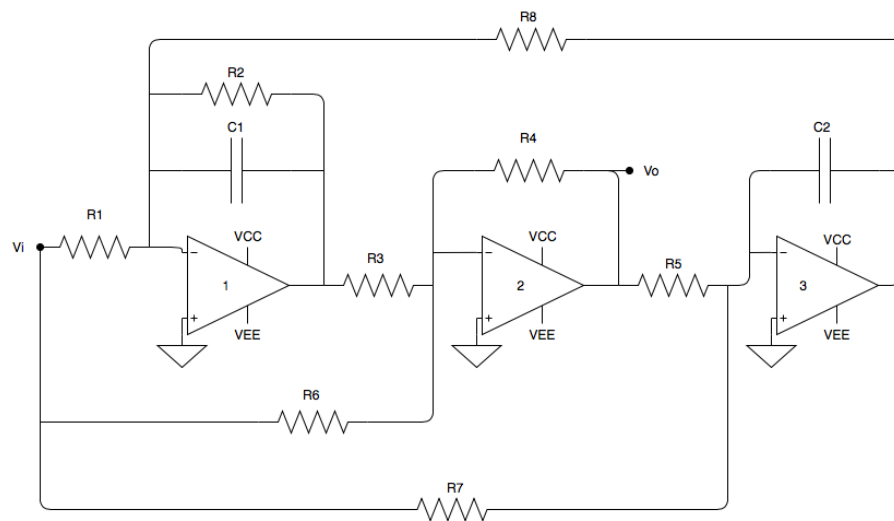 R8
R2
C1
C2
R4
Vo
R1
Vi
VCC
VCC
VCC
R3
R5
−
−
−
1
2
3
+
+
+
VEE
VEE
VEE
R6
R7